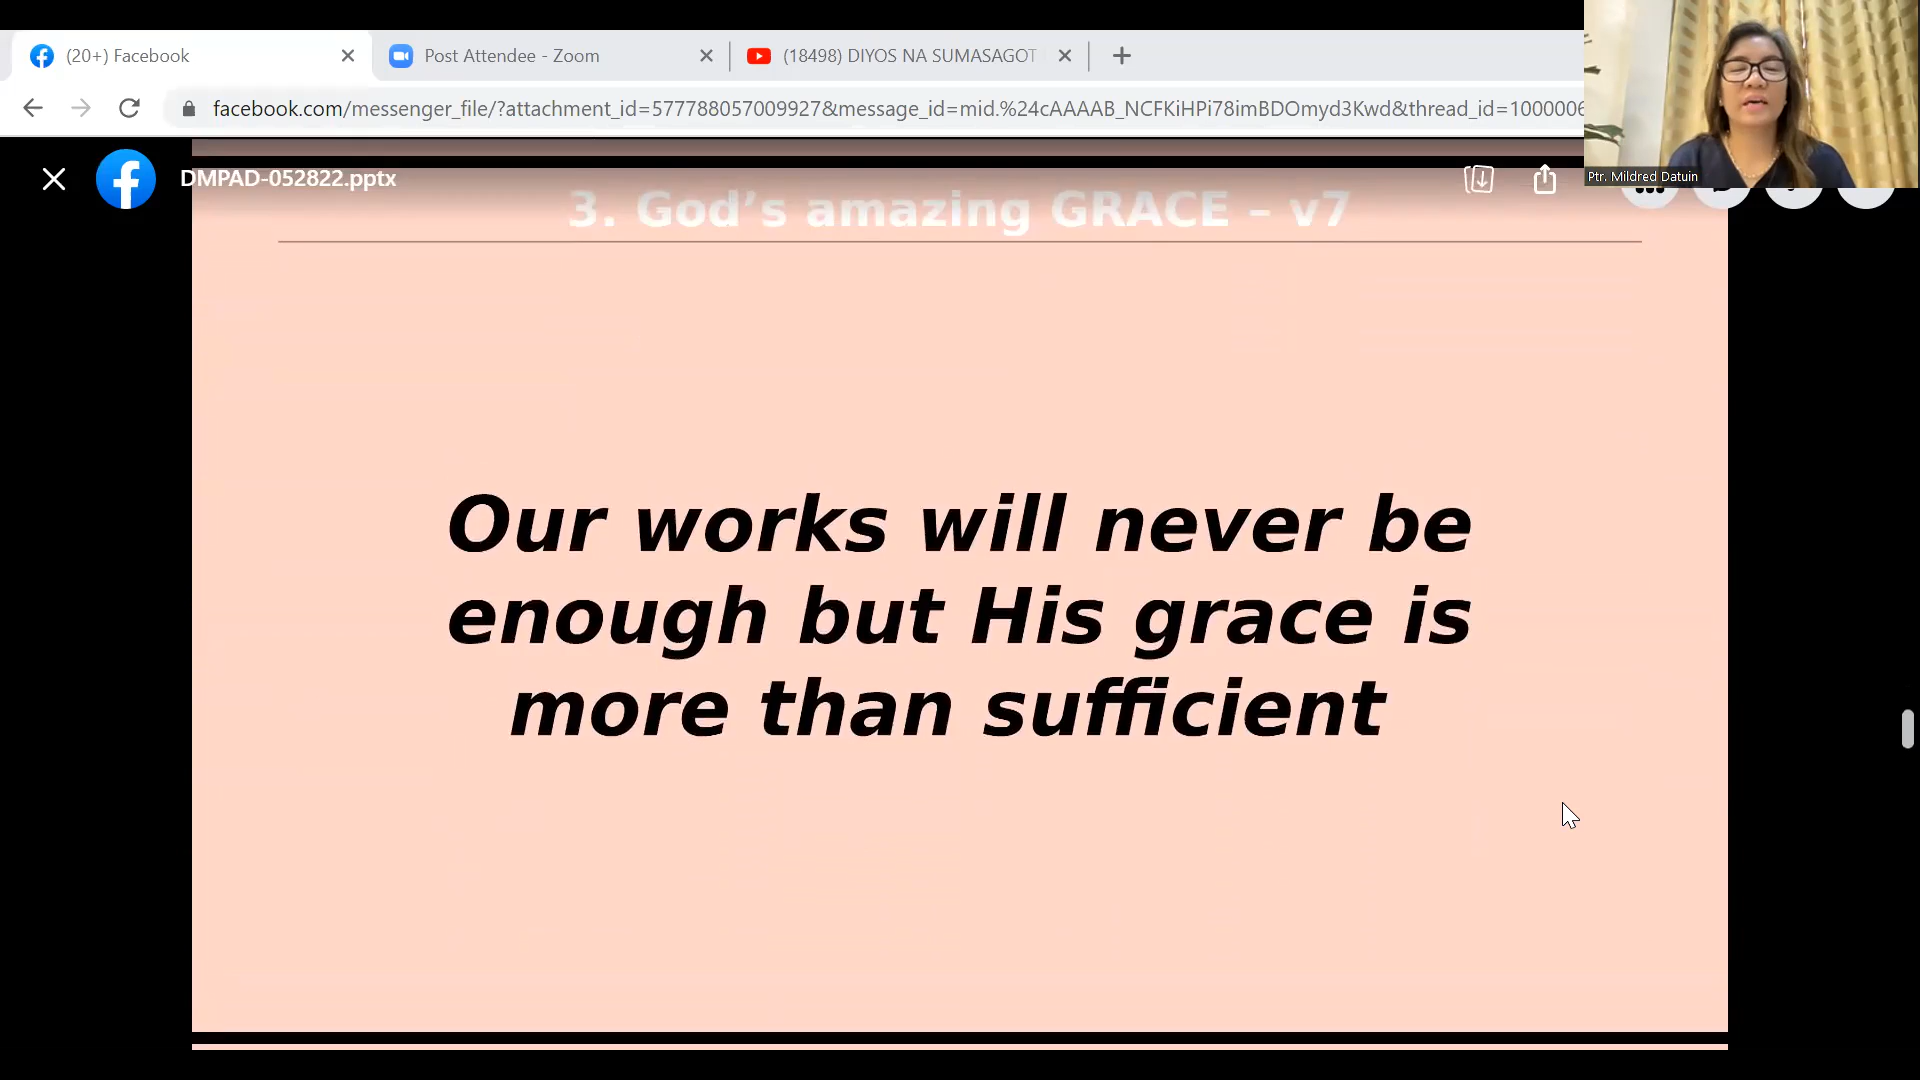 (20+) Facebook
Post Attendee - Zoom
(18498) DIYOS NA SUMASAGOT
facebook.com/messenger_file/?attachment_id=577788057009927&message_id=mid.%24cAAAAB_NCFKiHPi78imBDOmyd3Kwd&thread_id=1000006
DMPAD-052822.pptx
Ptr. Mildred Datuin
3. God’s amazing GRACE – v7
Our works will never be
enough but His grace is
more than sufficient